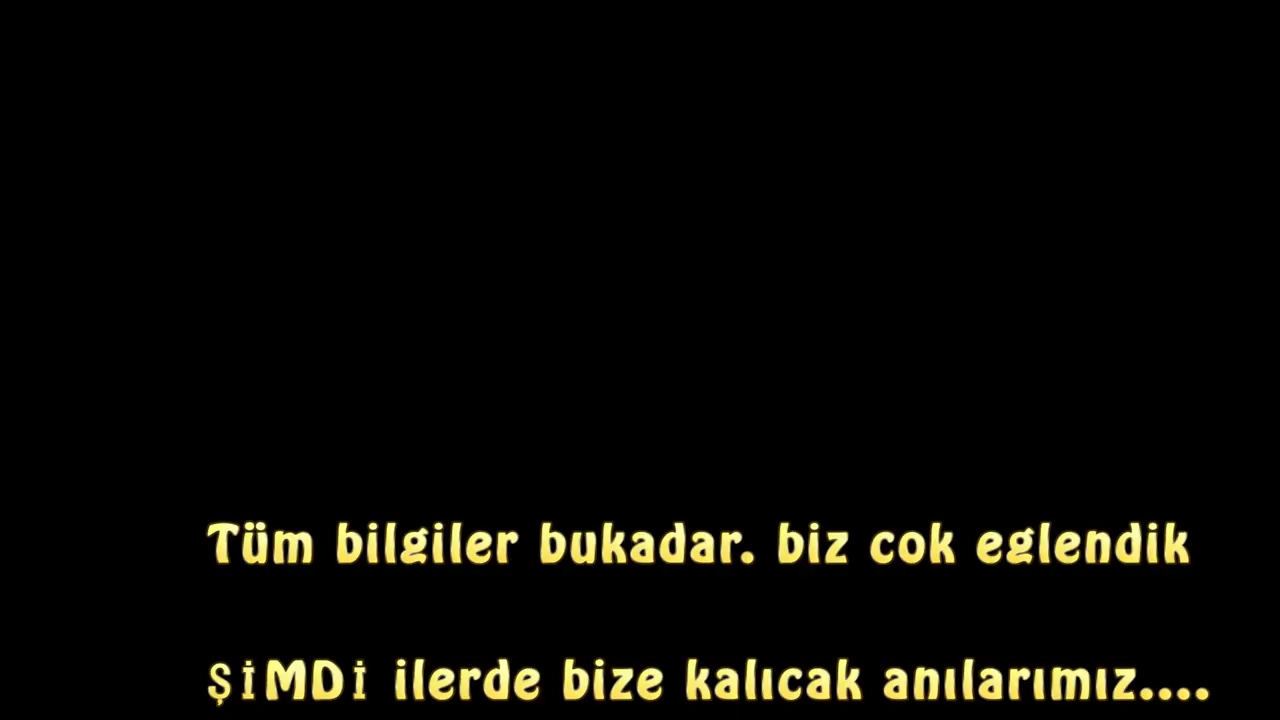 Tüm bilgiler bukadar. biz cok eglendik
ŞİMDİ ilerde bize kalıcak anılarımız....